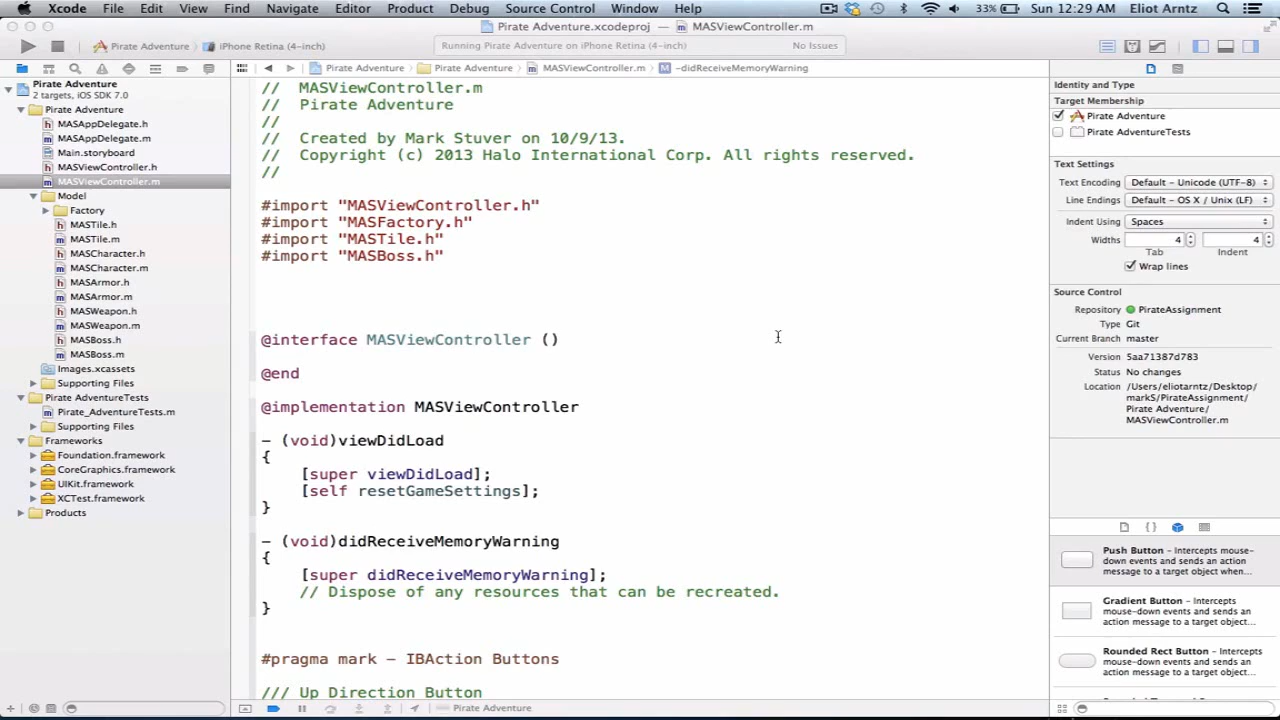 Xcode File Edit View Find Navigate Editor Product Debug Source Control Window Help 33% Sun 12:29 AM Eliot Arntz
Pirate Adventure.xcodeproj — MASViewController.m
Pirate Adventure iPhone Retina (4-inch) Running Pirate Adventure on iPhone Retina (4-inch) No Issues
Pirate Adventure Pirate Adventure MASViewController.m -didReceiveMemoryWarning
Pirate Adventure
2 targets, iOS SDK 7.0
Pirate Adventure
MASAppDelegate.h
MASAppDelegate.m
Main.storyboard
MASViewController.h
MASViewController.m
Model
Factory
MASTile.h
MASTile.m
MASCharacter.h
MASCharacter.m
MASArmor.h
MASArmor.m
MASWeapon.h
MASWeapon.m
MASBoss.h
MASBoss.m
Images.xcassets
Supporting Files
Pirate AdventureTests
Pirate_AdventureTests.m
Supporting Files
Frameworks
Foundation.framework
CoreGraphics.framework
UIKit.framework
XCTest.framework
Products
// MASViewController.m
// Pirate Adventure
//
// Created by Mark Stuver on 10/9/13.
// Copyright (c) 2013 Halo International Corp. All rights reserved.
//
#import "MASViewController.h"
#import "MASFactory.h"
#import "MASTile.h"
#import "MASBoss.h"
@interface MASViewController ()
@end
@implementation MASViewController
- (void)viewDidLoad
{
[super viewDidLoad];
[self resetGameSettings];
}
- (void)didReceiveMemoryWarning
{
[super didReceiveMemoryWarning];
// Dispose of any resources that can be recreated.
}
#pragma mark - IBAction Buttons
/// Up Direction Button
Pirate Adventure
Identity and Type
Target Membership
Pirate Adventure
Pirate AdventureTests
Text Settings
Text Encoding Default - Unicode (UTF-8)
Line Endings Default - OS X / Unix (LF)
Indent Using Spaces
Widths 4 4
Tab Indent
Wrap lines
Source Control
Repository PirateAssignment
Type Git
Current Branch master
Version 5aa71387d783
Status No changes
Location /Users/eliotarntz/Desktop/
markS/PirateAssignment/
Pirate Adventure/
MASViewController.m
{ }
Push Button - Intercepts mouse-
down events and sends an action
message to a target object when...
Gradient Button - Intercepts
mouse-down events and sends an
action message to a target object...
Rounded Rect Button - Intercepts
mouse-down events and sends an
action message to a target object...